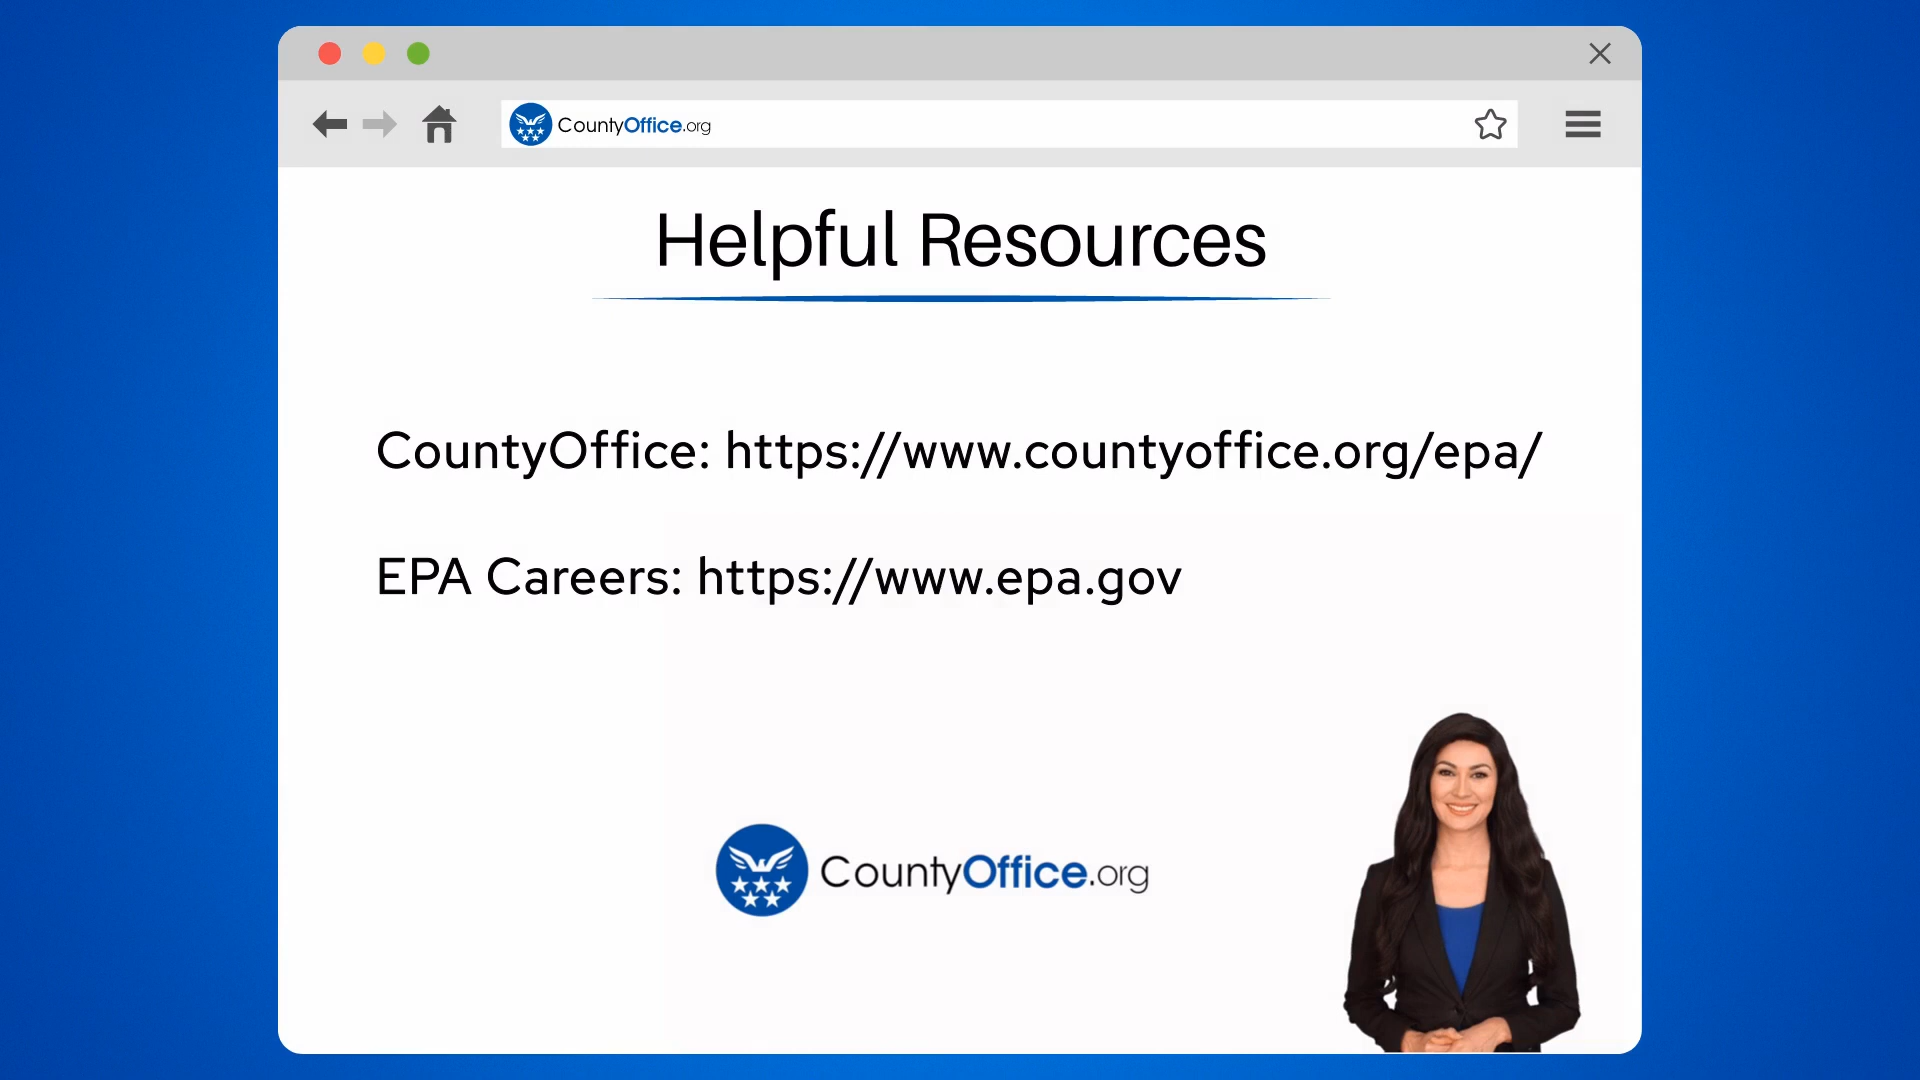 CountyOffice.org
Helpful Resources
CountyOffice: https://www.countyoffice.org/epa/
EPA Careers: https://www.epa.gov
CountyOffice.org